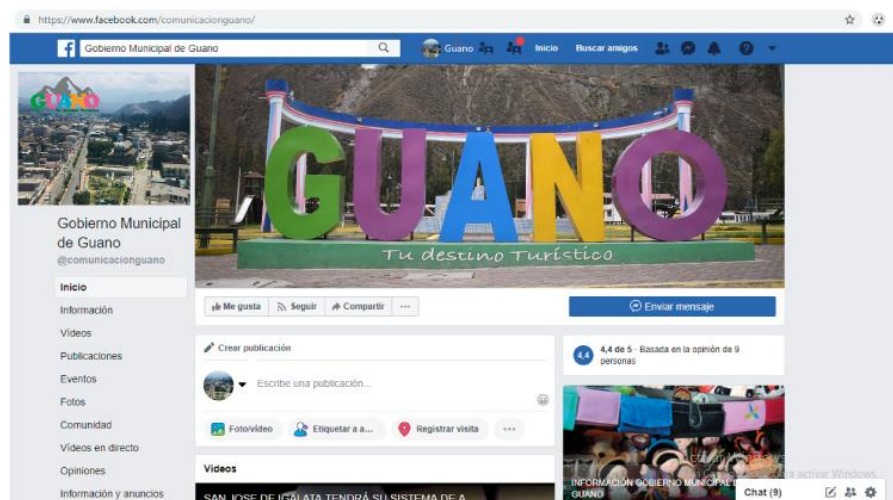 https://www.facebook.com/comunicacionguano/
Gobierno Municipal de Guano
Guano
Inicio
Buscar amigos
GUANO
GUANO
Tu destino Turístico
Gobierno Municipal
de Guano
@comunicacionguano
Inicio
Información
Vídeos
Publicaciones
Eventos
Fotos
Comunidad
Vídeos en directo
Opiniones
Información y anuncios
Me gusta
Seguir
Compartir
Enviar mensaje
Crear publicación
Escribe una publicación...
Foto/vídeo
Etiquetar a a...
Registrar visita
4,4
4,4 de 5 · Basada en la opinión de 9
personas
Videos
SAN JOSE DE IGALATA TENDRÁ SU SISTEMA DE A
INFORMACIÓN GOBIERNO MUNICIPAL D
GUANO
activar Windows.
Chat (9)